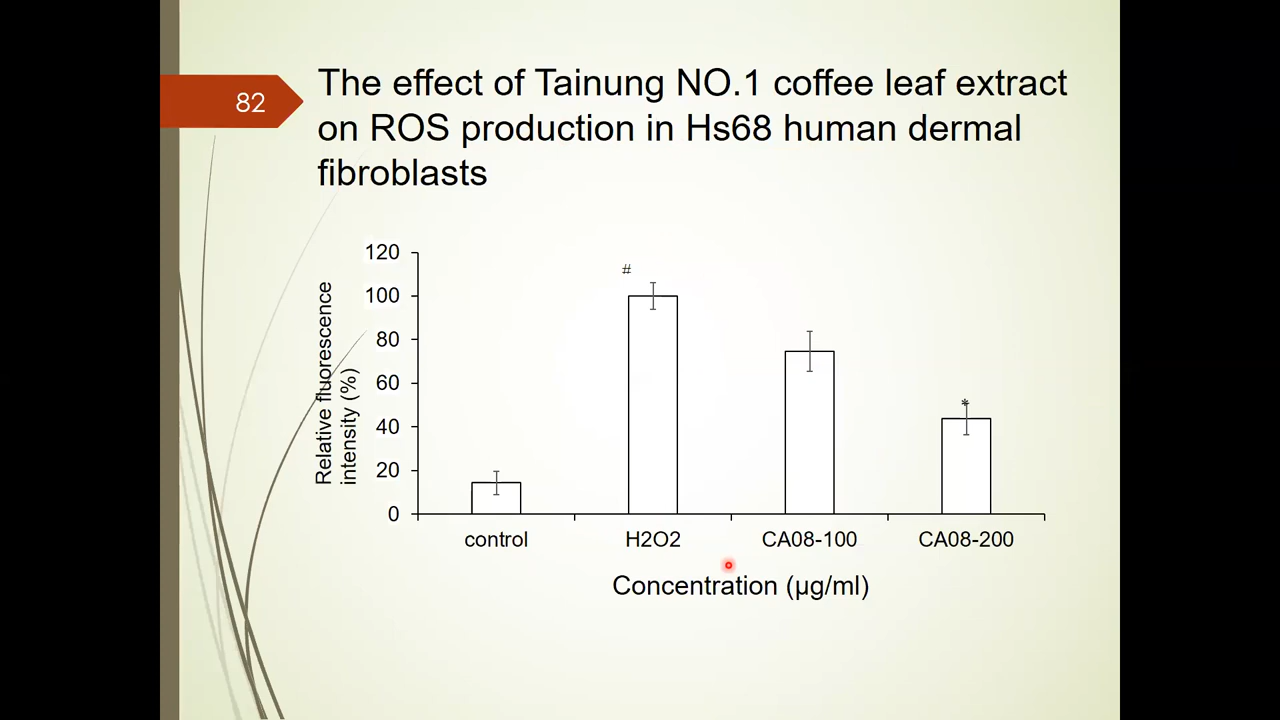 82
The effect of Tainung NO.1 coffee leaf extract
on ROS production in Hs68 human dermal
fibroblasts
Relative fluorescence
intensity (%)
120
100
80
60
40
20
0
#
*
control H2O2 CA08-100 CA08-200
Concentration (μg/ml)